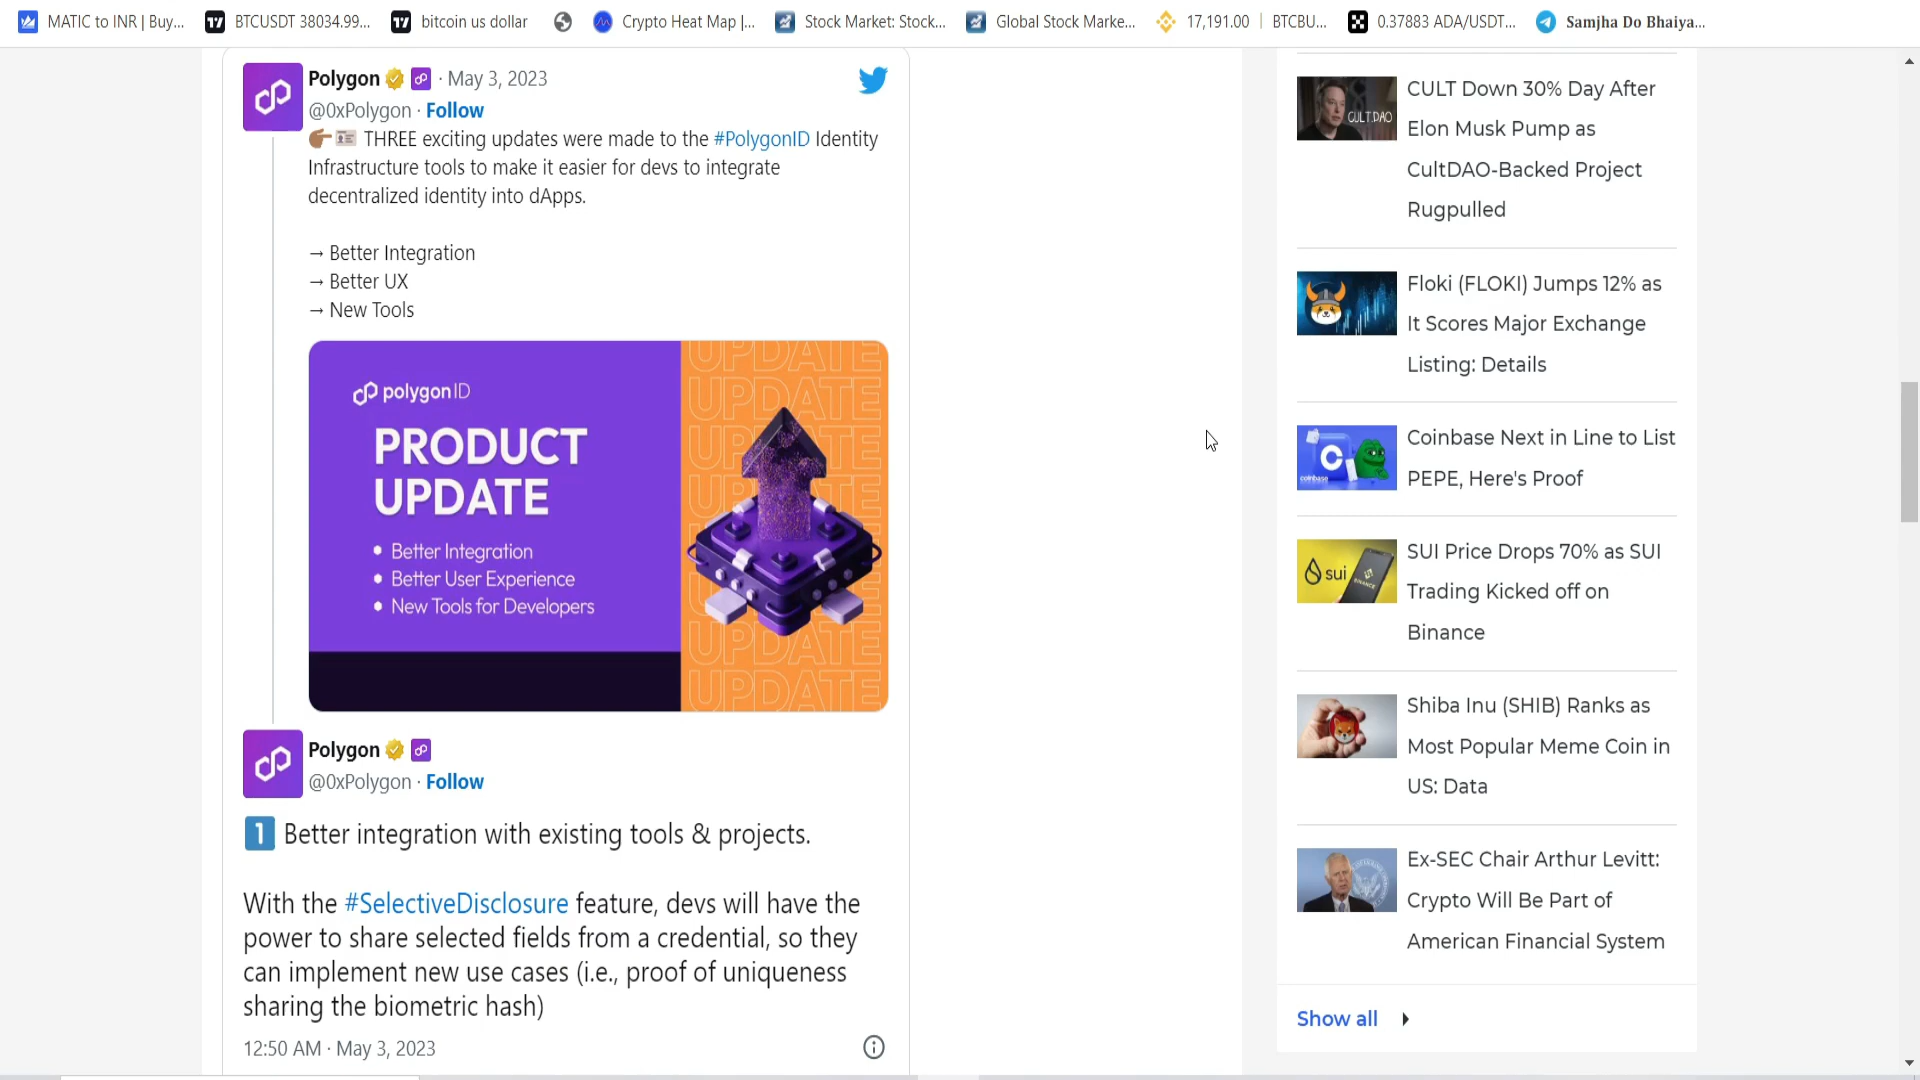 MATIC to INR | Buy...
BTCUSDT 38034.99...
bitcoin us dollar
Crypto Heat Map |...
Stock Market: Stock...
Global Stock Marke...
17,191.00 | BTCBU...
0.37883 ADA/USDT...
Samjha Do Bhaiya...
Polygon · May 3, 2023
@0xPolygon · Follow
THREE exciting updates were made to the #PolygonID Identity
Infrastructure tools to make it easier for devs to integrate
decentralized identity into dApps.
→ Better Integration
→ Better UX
→ New Tools
polygon ID
PRODUCT
UPDATE
• Better Integration
• Better User Experience
• New Tools for Developers
UPDATE
UPDATE
UPDATE
UPDATE
UPDATE
UPDATE
Polygon
@0xPolygon · Follow
1 Better integration with existing tools & projects.
With the #SelectiveDisclosure feature, devs will have the
power to share selected fields from a credential, so they
can implement new use cases (i.e., proof of uniqueness
sharing the biometric hash)
12:50 AM · May 3, 2023
CULT DAO
CULT Down 30% Day After
Elon Musk Pump as
CultDAO-Backed Project
Rugpulled
Floki (FLOKI) Jumps 12% as
It Scores Major Exchange
Listing: Details
coinbase
Coinbase Next in Line to List
PEPE, Here's Proof
sui
BINANCE
SUI Price Drops 70% as SUI
Trading Kicked off on
Binance
Shiba Inu (SHIB) Ranks as
Most Popular Meme Coin in
US: Data
Ex-SEC Chair Arthur Levitt:
Crypto Will Be Part of
American Financial System
Show all